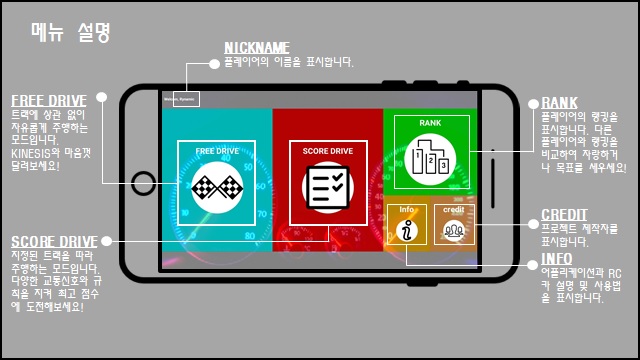 메뉴 설명
NICKNAME
플레이어의 이름을 표시합니다.
FREE DRIVE
트랙에 상관 없이
자유롭게 주행하는
모드입니다.
KINESIS와 마음껏
달려보세요!
SCORE DRIVE
지정된 트랙을 따라
주행하는 모드입니다.
다양한 교통신호와 규
칙을 지켜 최고 점수
에 도전해보세요!
Welcome,
FREE DRIVE
40
60
80
SCORE DRIVE
RANK
1
2
3
Info
credit
RANK
플레이어의 랭킹을
표시합니다. 다른
플레이어와 랭킹을
비교하여 자랑하거
나 목표를 세우세요!
CREDIT
프로젝트 제작자를
표시합니다.
INFO
어플리케이션과 RC
카 설명 및 사용법
을 표시합니다.